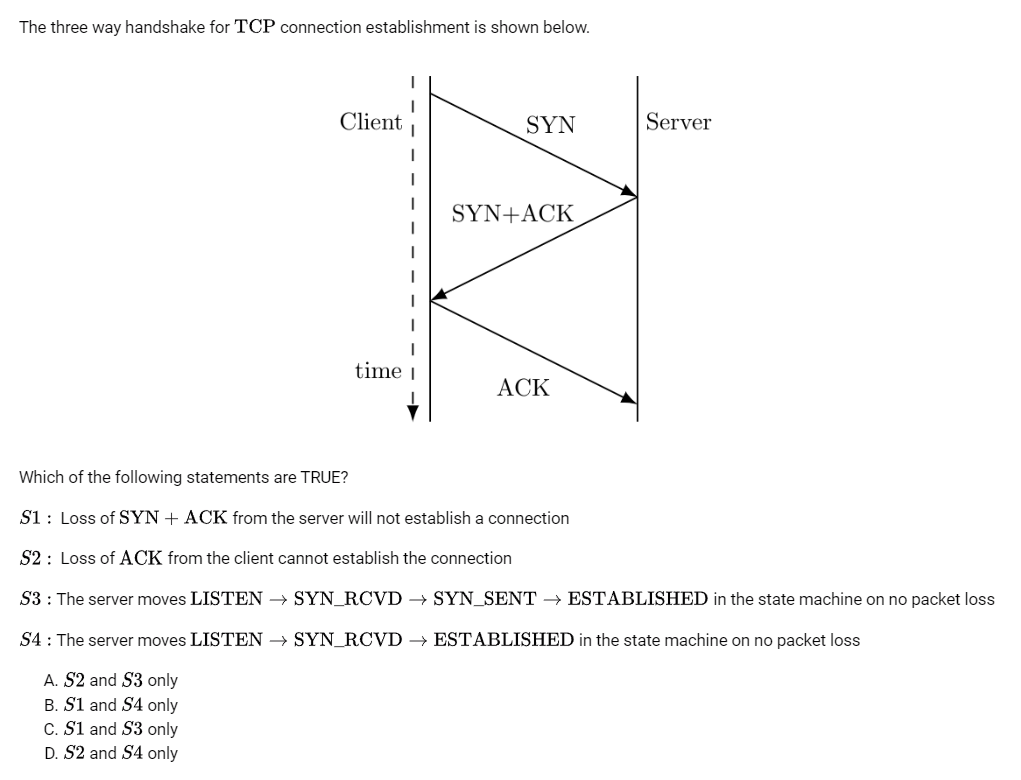 The three way handshake for TCP connection establishment is shown below.
Client
SYN
Server
SYN+ACK
time
ACK
Which of the following statements are TRUE?
S1 : Loss of SYN + ACK from the server will not establish a connection
S2 : Loss of ACK from the client cannot establish the connection
S3 : The server moves LISTEN → SYN_RCVD → SYN_SENT → ESTABLISHED in the state machine on no packet loss
S4 : The server moves LISTEN → SYN_RCVD → ESTABLISHED in the state machine on no packet loss
A. S2 and S3 only
B. S1 and S4 only
C. S1 and S3 only
D. S2 and S4 only